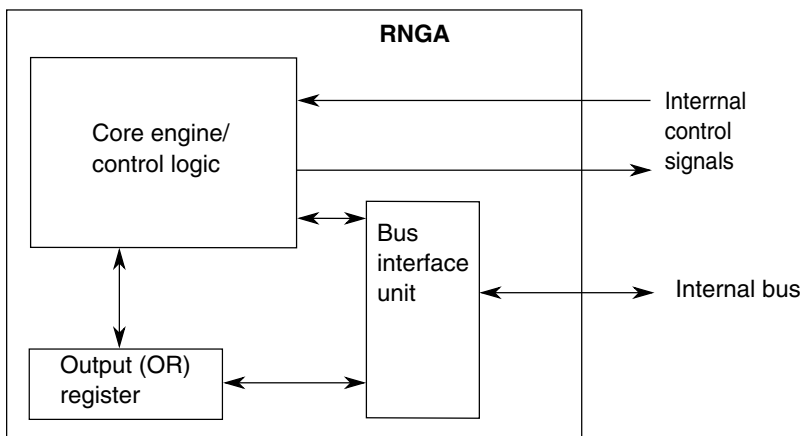 RNGA
Core engine/
control logic
Interrnal
control
signals
Bus
interface
unit
Internal bus
Output (OR)
register